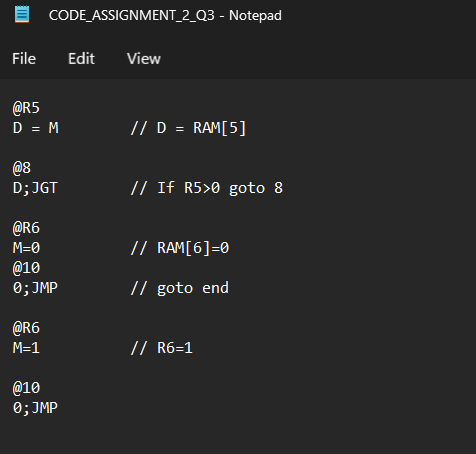 CODE_ASSIGNMENT_2_Q3 - Notepad
File Edit View
@R5
D = M // D = RAM[5]
@8
D;JGT // If R5>0 goto 8
@R6
M=0 // RAM[6]=0
@10
0;JMP // goto end
@R6
M=1 // R6=1
@10
0;JMP